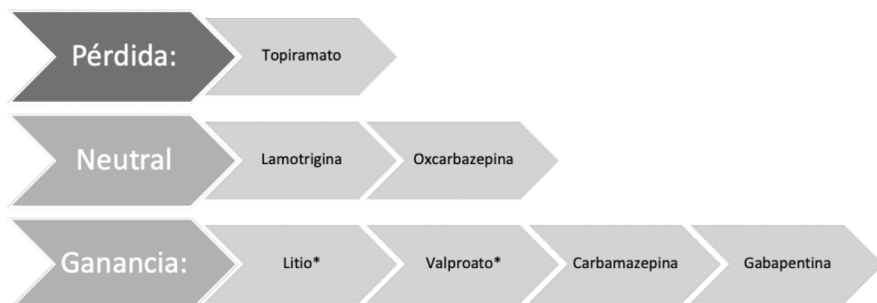 Pérdida:
Topiramato
Neutral
Lamotrigina
Oxcarbazepina
Ganancia:
Litio*
Valproato*
Carbamazepina
Gabapentina